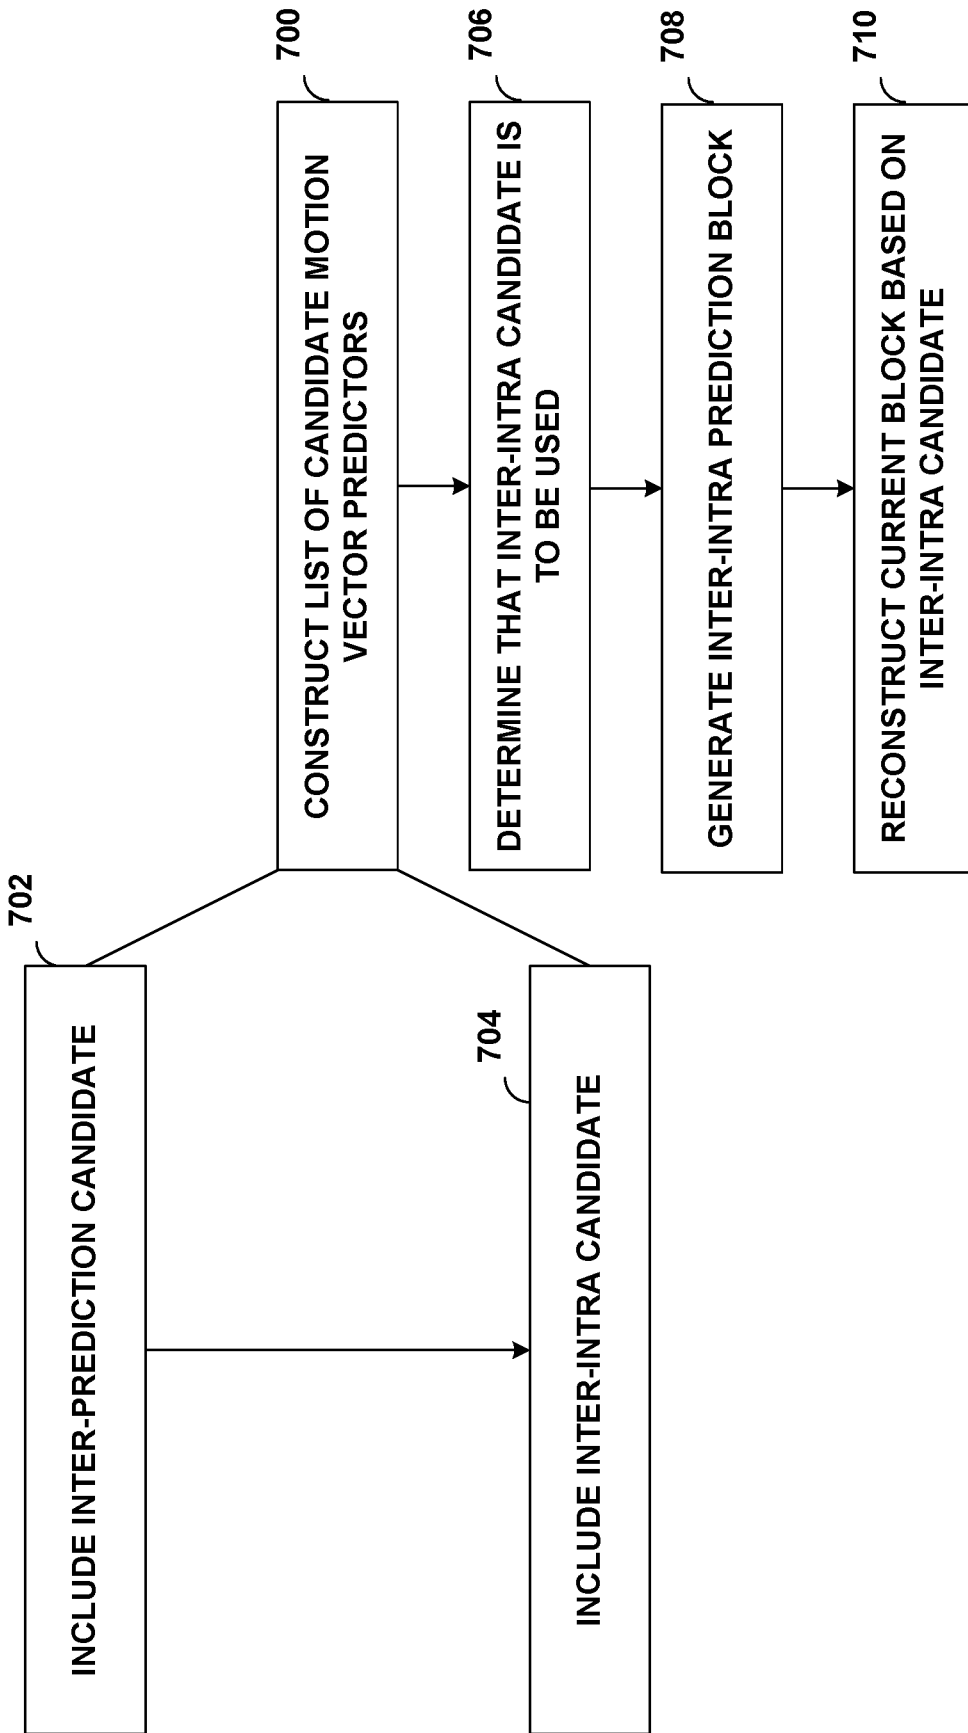 702
INCLUDE INTER-PREDICTION CANDIDATE
704
INCLUDE INTER-INTRA CANDIDATE
700
CONSTRUCT LIST OF CANDIDATE MOTION
VECTOR PREDICTORS
706
DETERMINE THAT INTER-INTRA CANDIDATE IS
TO BE USED
708
GENERATE INTER-INTRA PREDICTION BLOCK
710
RECONSTRUCT CURRENT BLOCK BASED ON
INTER-INTRA CANDIDATE